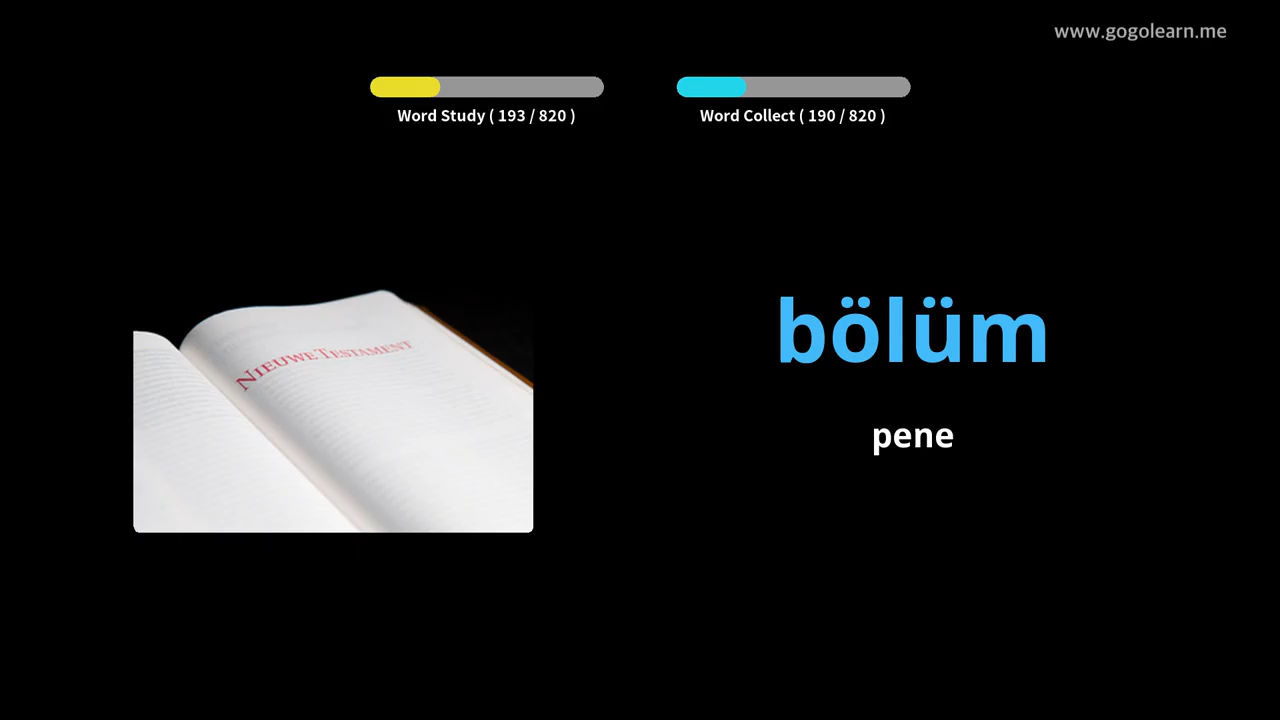 www.gogolearn.me
Word Study ( 193 / 820 )
Word Collect ( 190 / 820 )
NIEUWE TESTAMENT
bölüm
pene